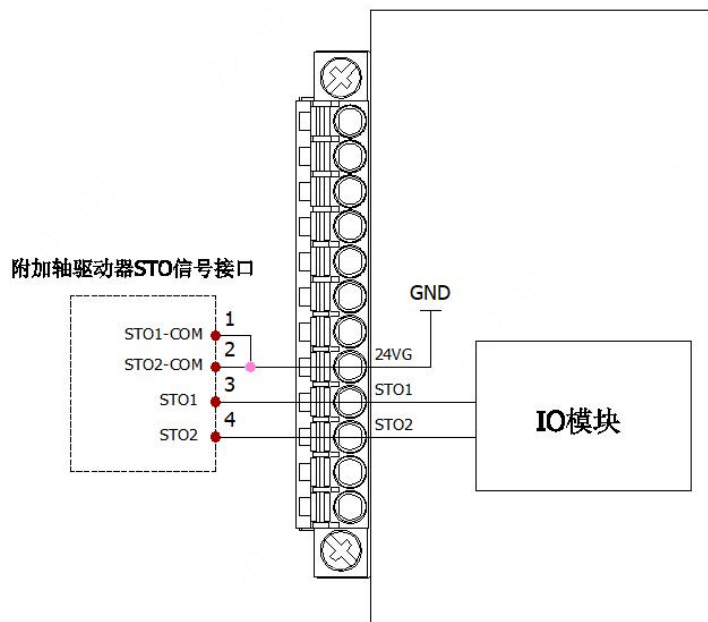 附加轴驱动器STO信号接口
GND
STO1-COM 1
STO2-COM 2
24VG
STO1 3
STO1
STO2 4
STO2
IO模块